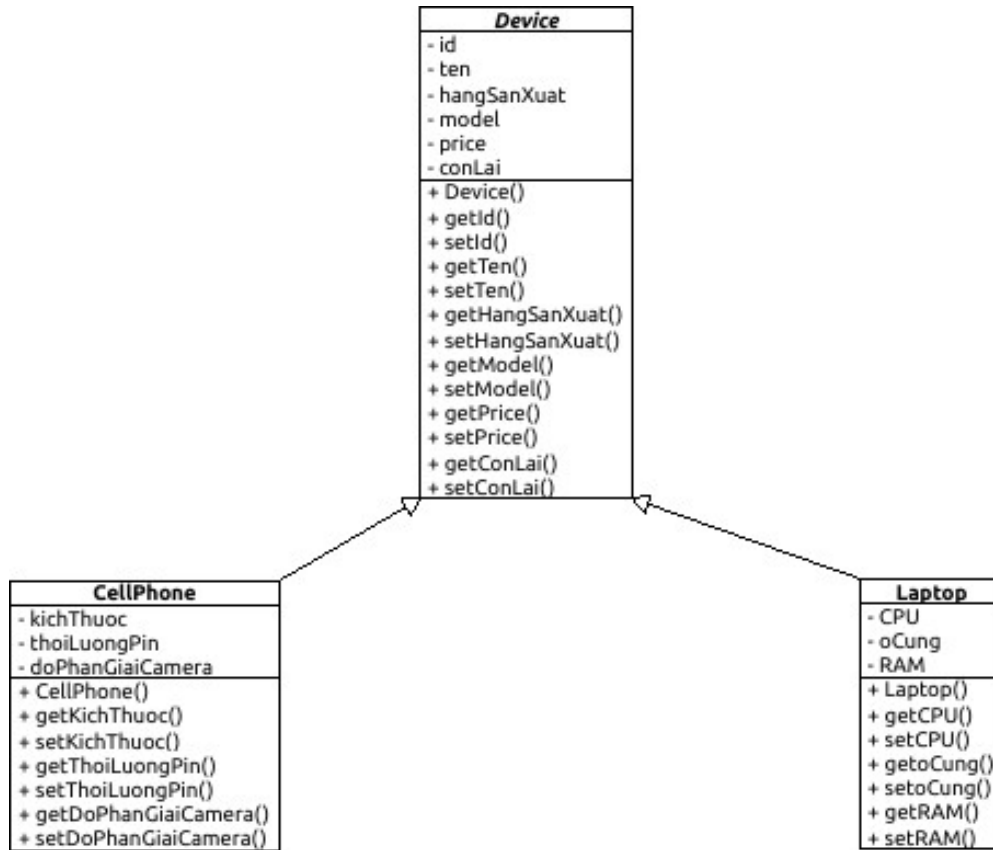 Device
- id
- ten
- hangSanXuat
- model
- price
- conLai
+ Device()
+ getId()
+ setId()
+ getTen()
+ setTen()
+ getHangSanXuat()
+ setHangSanXuat()
+ getModel()
+ setModel()
+ getPrice()
+ setPrice()
+ getConLai()
+ setConLai()
CellPhone
- kichThuoc
- thoiLuongPin
- doPhanGiaiCamera
+ CellPhone()
+ getKichThuoc()
+ setKichThuoc()
+ getThoiLuongPin()
+ setThoiLuongPin()
+ getDoPhanGiaiCamera()
+ setDoPhanGiaiCamera()
Laptop
- CPU
- oCung
- RAM
+ Laptop()
+ getCPU()
+ setCPU()
+ getoCung()
+ setoCung()
+ getRAM()
+ setRAM()